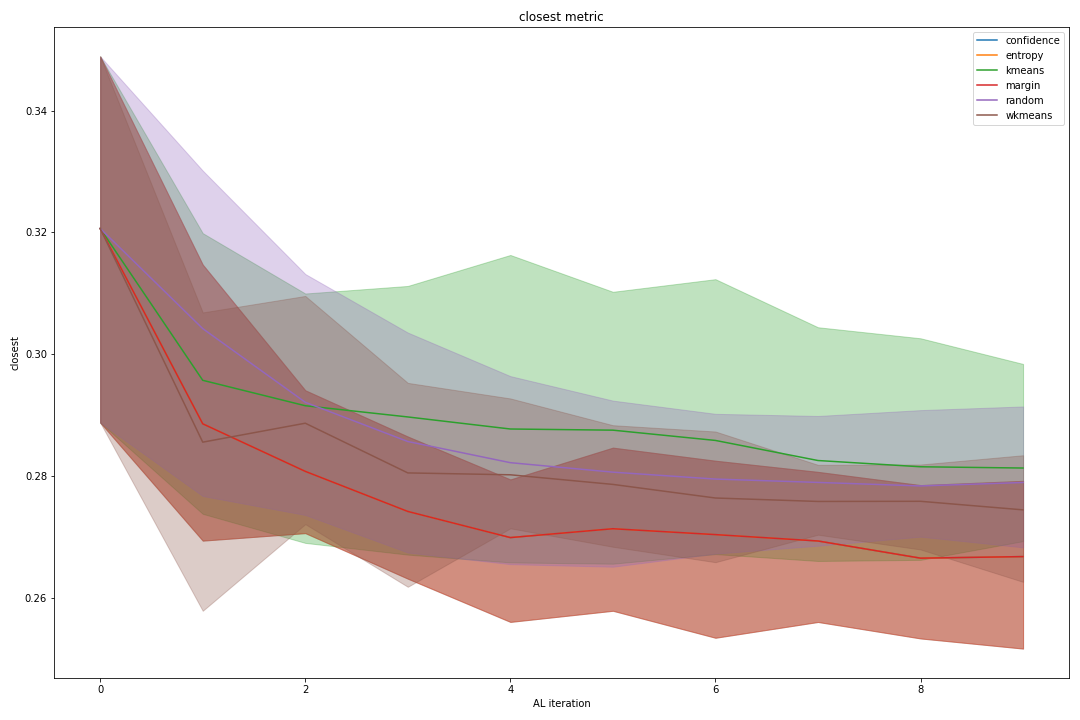 closest metric
confidence
entropy
kmeans
margin
random
wkmeans
0.34
0.32
0.30
0.28
0.26
closest
0
2
4
6
8
AL iteration